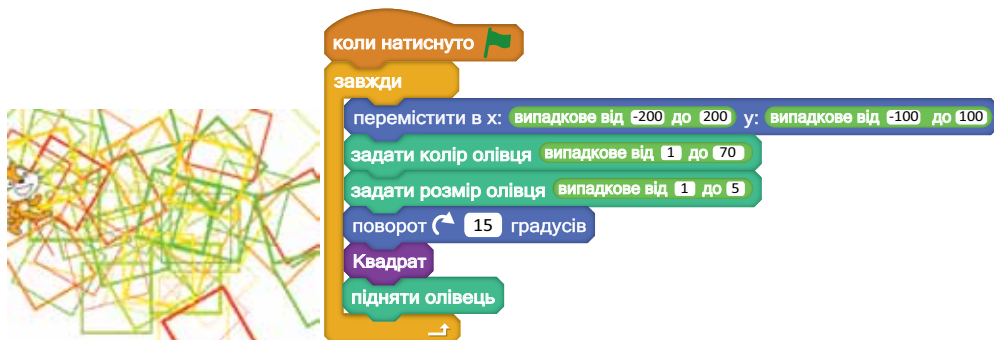 коли натиснуто
завжди
перемістити в x: випадкове від -200 до 200 y: випадкове від -100 до 100
задати колір олівця випадкове від 1 до 70
задати розмір олівця випадкове від 1 до 5
поворот 15 градусів
Квадрат
підняти олівець